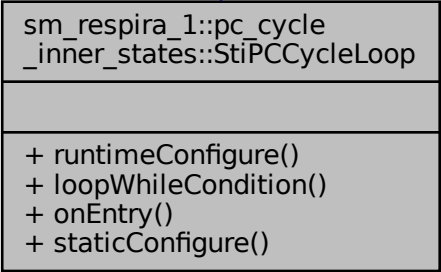 sm_respira_1::pc_cycle
_inner_states::StiPCCycleLoop
+ runtimeConfigure()
+ loopWhileCondition()
+ onEntry()
+ staticConfigure()